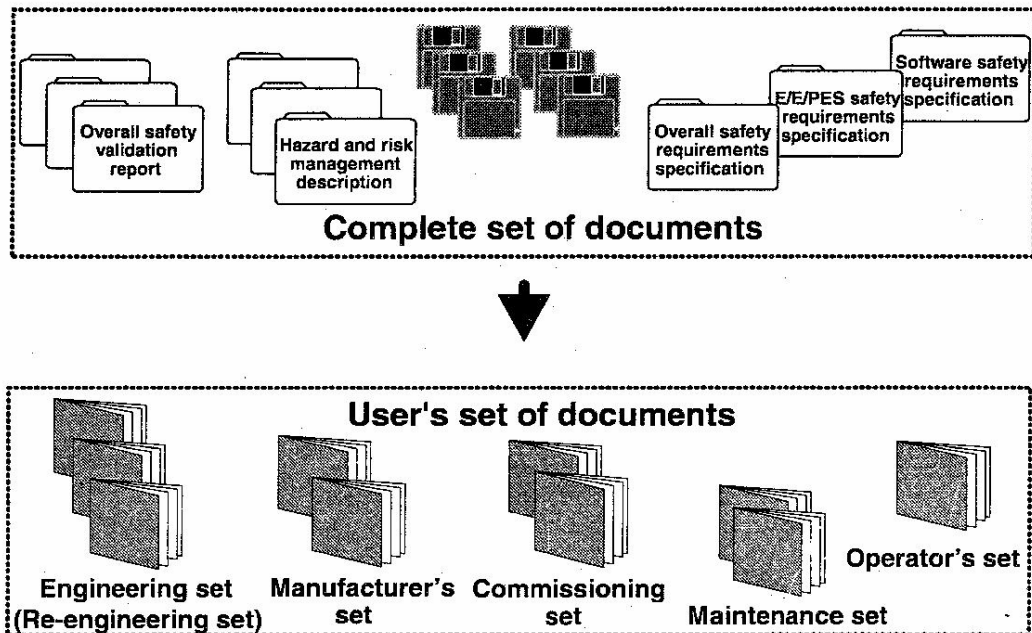 Overall safety
validation
report
Hazard and risk
management
description
Overall safety
requirements
specification
E/E/PES safety
requirements
specification
Software safety
requirements
specification
Complete set of documents
User's set of documents
Engineering set
(Re-engineering set)
Manufacturer's
set
Commissioning
set
Maintenance set
Operator's set